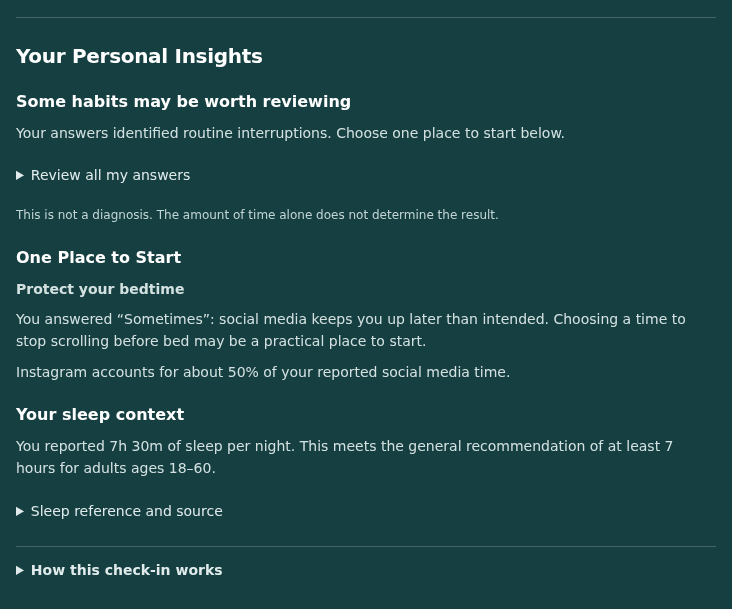 Your Personal Insights
Some habits may be worth reviewing
Your answers identified routine interruptions. Choose one place to start below.
Review all my answers
This is not a diagnosis. The amount of time alone does not determine the result.
One Place to Start
Protect your bedtime
You answered “Sometimes”: social media keeps you up later than intended. Choosing a time to
stop scrolling before bed may be a practical place to start.
Instagram accounts for about 50% of your reported social media time.
Your sleep context
You reported 7h 30m of sleep per night. This meets the general recommendation of at least 7
hours for adults ages 18–60.
Sleep reference and source
How this check-in works